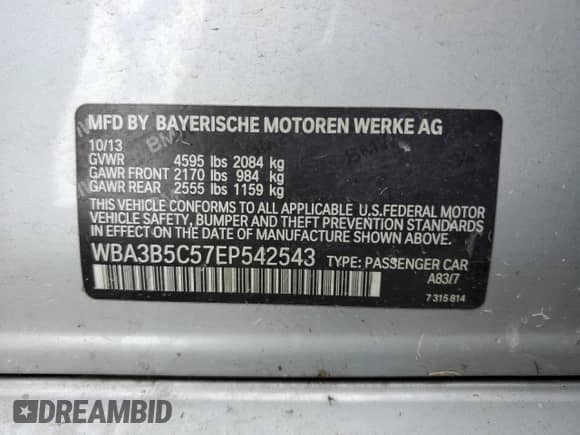 MFD BY BAYERISCHE MOTOREN WERKE AG
10/13
GVWR 4595 lbs 2084 kg
GAWR FRONT 2170 lbs 984 kg
GAWR REAR 2555 lbs 1159 kg
THIS VEHICLE CONFORMS TO ALL APPLICABLE U.S.FEDERAL MOTOR
VEHICLE SAFETY, BUMPER AND THEFT PREVENTION STANDARDS
IN EFFECT ON THE DATE OF MANUFACTURE SHOWN ABOVE.
WBA3B5C57EP542543 TYPE: PASSENGER CAR
A83/7
7 315 814
DREAMBID